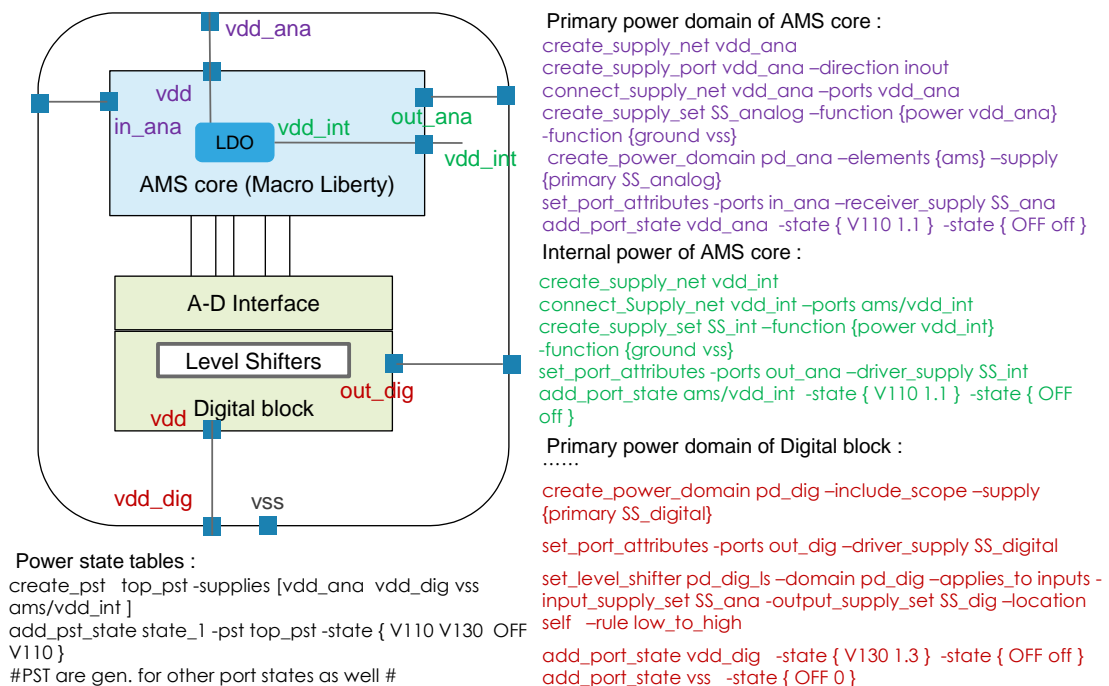 vdd_ana
vdd
in_ana
LDO
vdd_int
out_ana
vdd_int
AMS core (Macro Liberty)
A-D Interface
Level Shifters
out_dig
Digital block
vdd
vdd_dig
vss
Power state tables :
create_pst top_pst -supplies [vdd_ana vdd_dig vss
ams/vdd_int ]
add_pst_state state_1 -pst top_pst -state { V110 V130 OFF
V110 }
#PST are gen. for other port states as well #
Primary power domain of AMS core :
create_supply_net vdd_ana
create_supply_port vdd_ana –direction inout
connect_supply_net vdd_ana –ports vdd_ana
create_supply_set SS_analog –function {power vdd_ana}
-function {ground vss}
create_power_domain pd_ana –elements {ams} –supply
{primary SS_analog}
set_port_attributes -ports in_ana –receiver_supply SS_ana
add_port_state vdd_ana -state { V110 1.1 } -state { OFF off }
Internal power of AMS core :
create_supply_net vdd_int
connect_Supply_net vdd_int –ports ams/vdd_int
create_supply_set SS_int –function {power vdd_int}
-function {ground vss}
set_port_attributes -ports out_ana –driver_supply SS_int
add_port_state ams/vdd_int -state { V110 1.1 } -state { OFF
off }
Primary power domain of Digital block :
......
create_power_domain pd_dig –include_scope –supply
{primary SS_digital}
set_port_attributes -ports out_dig –driver_supply SS_digital
set_level_shifter pd_dig_ls –domain pd_dig –applies_to inputs -
input_supply_set SS_ana -output_supply_set SS_dig –location
self –rule low_to_high
add_port_state vdd_dig -state { V130 1.3 } -state { OFF off }
add_port_state vss -state { OFF 0 }